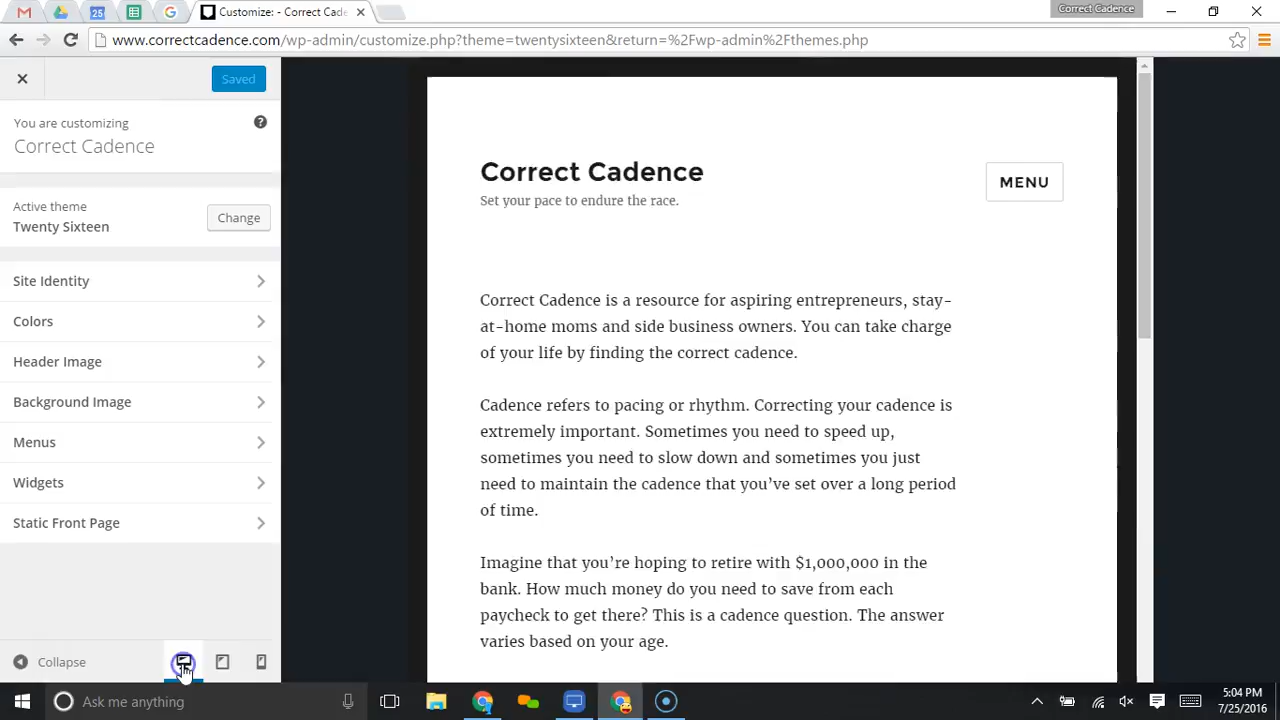 Customize: - Correct Cade
Correct Cadence
www.correctcadence.com/wp-admin/customize.php?theme=twentysixteen&return=%2Fwp-admin%2Fthemes.php
Saved
You are customizing
Correct Cadence
Active theme
Twenty Sixteen
Change
Site Identity
Colors
Header Image
Background Image
Menus
Widgets
Static Front Page
Collapse
Correct Cadence
Set your pace to endure the race.
MENU
Correct Cadence is a resource for aspiring entrepreneurs, stay-
at-home moms and side business owners. You can take charge
of your life by finding the correct cadence.
Cadence refers to pacing or rhythm. Correcting your cadence is
extremely important. Sometimes you need to speed up,
sometimes you need to slow down and sometimes you just
need to maintain the cadence that you’ve set over a long period
of time.
Imagine that you’re hoping to retire with $1,000,000 in the
bank. How much money do you need to save from each
paycheck to get there? This is a cadence question. The answer
varies based on your age.
Ask me anything
5:04 PM
7/25/2016